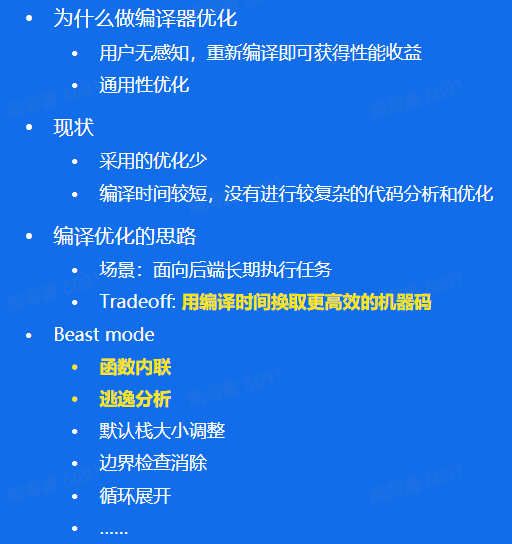 为什么做编译器优化
用户无感知，重新编译即可获得性能收益
通用性优化
现状
采用的优化少
编译时间较短，没有进行较复杂的代码分析和优化
编译优化的思路
场景：面向后端长期执行任务
Tradeoff: 用编译时间换取更高效的机器码
Beast mode
函数内联
逃逸分析
默认栈大小调整
边界检查消除
循环展开
......